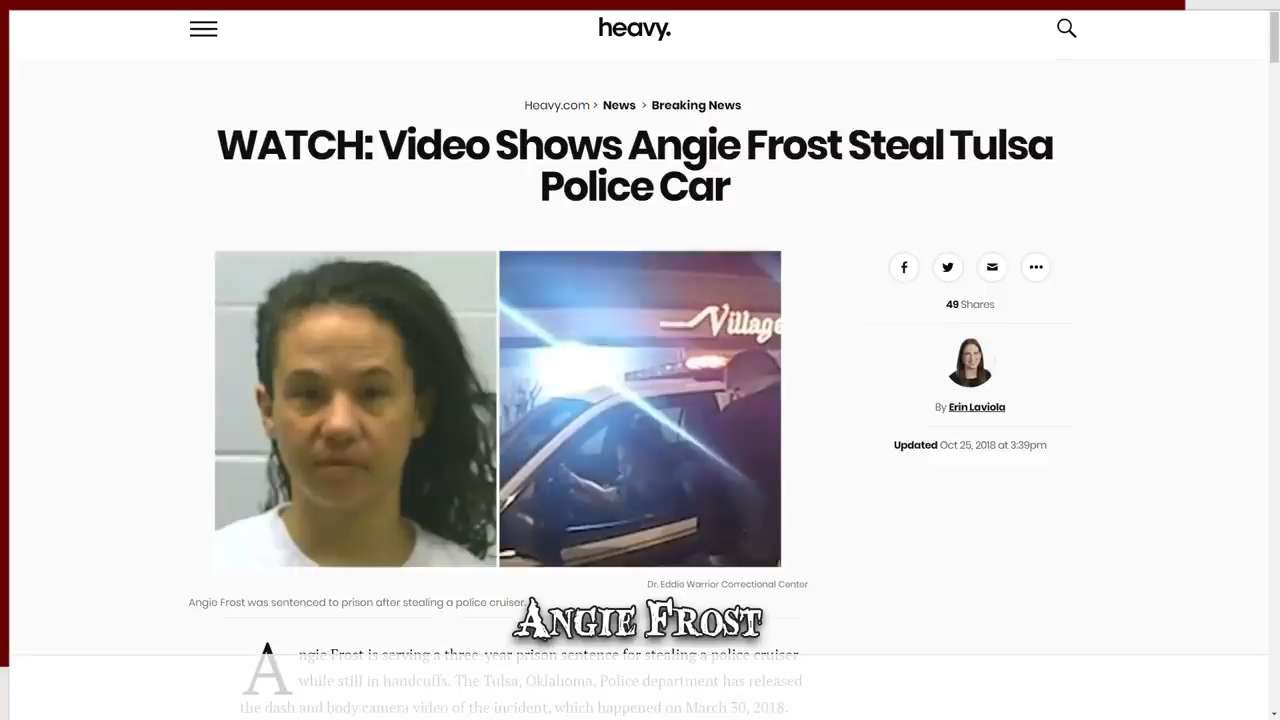 heavy.
Heavy.com > News > Breaking News
WATCH: Video Shows Angie Frost Steal Tulsa
Police Car
Village
49 Shares
By Erin Laviola
Updated Oct 25, 2018 at 3:39pm
Dr. Eddie Warrior Correctional Center
Angie Frost was sentenced to prison after stealing a police cruiser.
Angie Frost
Angie Frost is serving a three-year prison sentence for stealing a police cruiser
while still in handcuffs. The Tulsa, Oklahoma, Police department has released
the dash and body camera video of the incident, which happened on March 30, 2018.